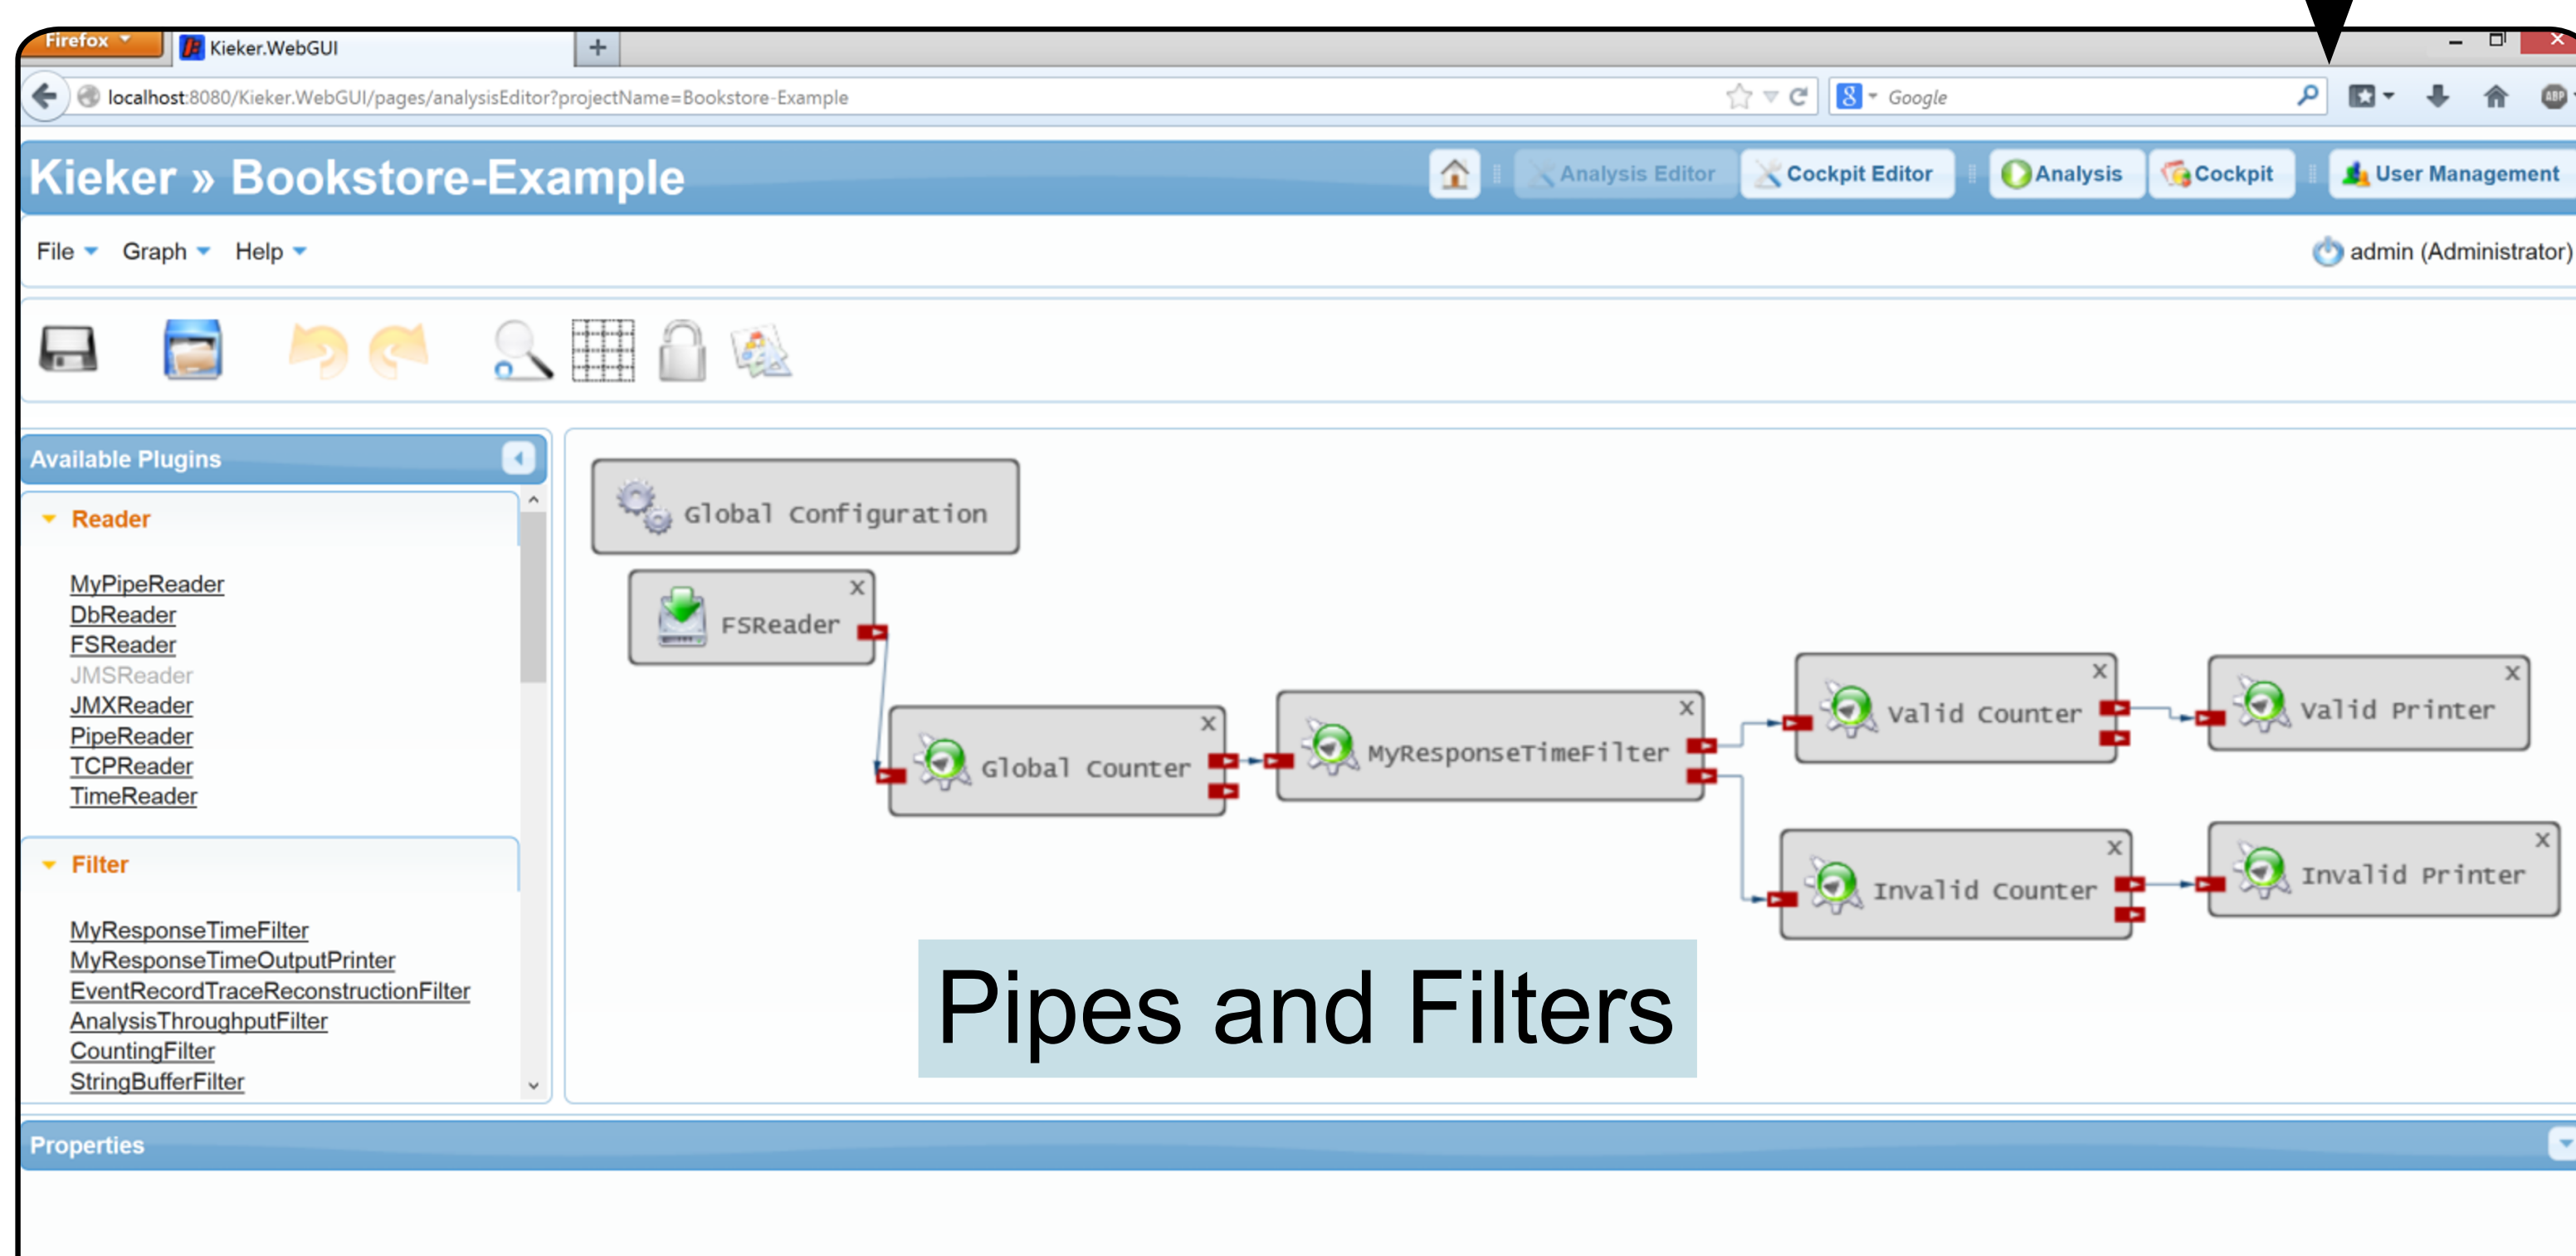 Firefox
Kieker.WebGUI
localhost:8080/Kieker.WebGUI/pages/analysisEditor?projectName=Bookstore-Example
8
Google
ABP
Kieker » Bookstore-Example
Analysis Editor
Cockpit Editor
Analysis
Cockpit
User Management
File
Graph
Help
admin (Administrator)
Available Plugins
Reader
MyPipeReader
DbReader
FSReader
JMSReader
JMXReader
PipeReader
TCPReader
TimeReader
Filter
MyResponseTimeFilter
MyResponseTimeOutputPrinter
EventRecordTraceReconstructionFilter
AnalysisThroughputFilter
CountingFilter
StringBufferFilter
Global Configuration
FSReader
Global Counter
MyResponseTimeFilter
Valid Counter
Valid Printer
Invalid Counter
Invalid Printer
Pipes and Filters
Properties